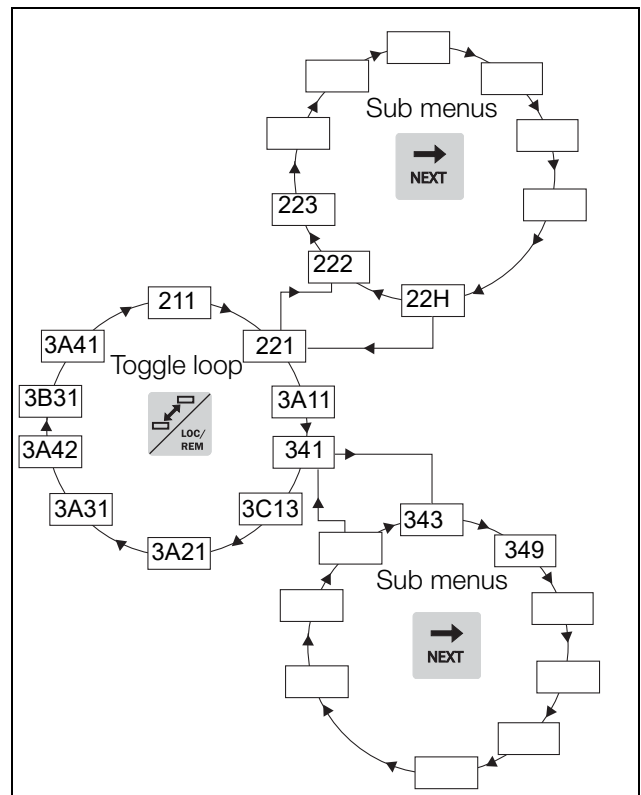 Sub menus
NEXT
223
222
22H
211
221
3A41
Toggle loop
3B31
LOC/
REM
3A11
3A42
341
3A31
3C13
3A21
343
349
Sub menus
NEXT